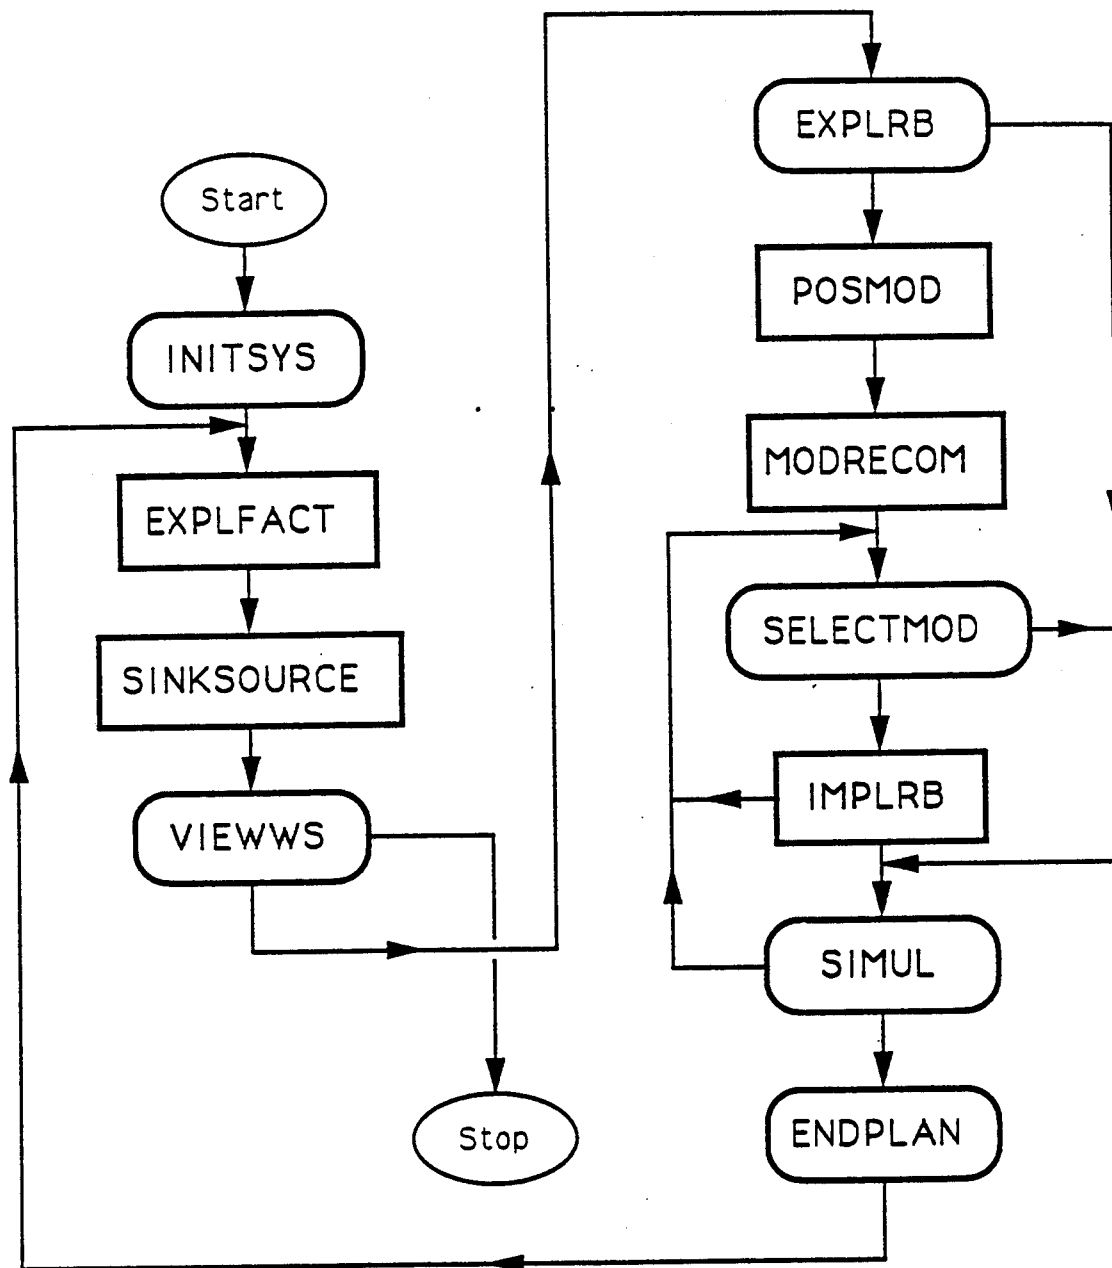 Start
INITSYS
EXPLFACT
SINKSOURCE
VIEWWS
Stop
EXPLRB
POSMOD
MODRECOM
SELECTMOD
IMPLRB
SIMUL
ENDPLAN